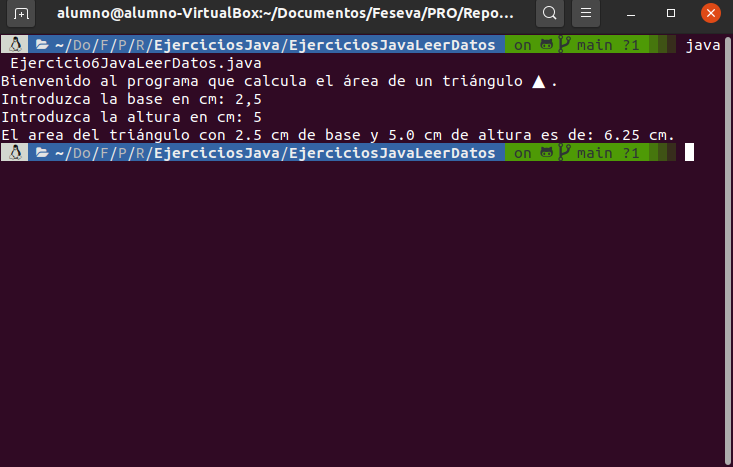 alumno@alumno-VirtualBox:~/Documentos/Feseva/PRO/Repo...
~/Do/F/P/R/EjerciciosJava/EjerciciosJavaLeerDatos on main ?1 java
Ejercicio6JavaLeerDatos.java
Bienvenido al programa que calcula el área de un triángulo ▲.
Introduzca la base en cm: 2,5
Introduzca la altura en cm: 5
El area del triángulo con 2.5 cm de base y 5.0 cm de altura es de: 6.25 cm.
~/Do/F/P/R/EjerciciosJava/EjerciciosJavaLeerDatos on main ?1